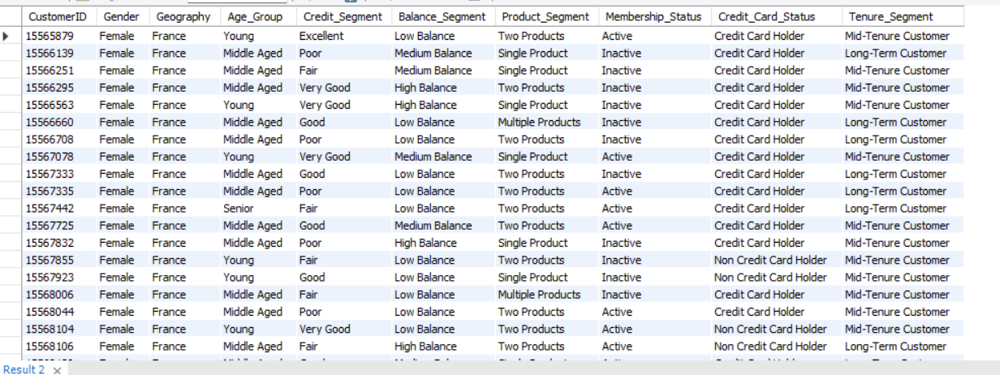 CustomerID Gender Geography Age_Group Credit_Segment Balance_Segment Product_Segment Membership_Status Credit_Card_Status Tenure_Segment
15565879 Female France Young Excellent Low Balance Two Products Active Credit Card Holder Mid-Tenure Customer
15566139 Female France Middle Aged Poor Medium Balance Single Product Inactive Credit Card Holder Long-Term Customer
15566251 Female France Middle Aged Fair Medium Balance Single Product Inactive Credit Card Holder Mid-Tenure Customer
15566295 Female France Middle Aged Very Good High Balance Two Products Inactive Credit Card Holder Mid-Tenure Customer
15566563 Female France Young Very Good High Balance Single Product Inactive Credit Card Holder Mid-Tenure Customer
15566660 Female France Middle Aged Good Low Balance Multiple Products Inactive Credit Card Holder Long-Term Customer
15566708 Female France Middle Aged Poor Low Balance Two Products Inactive Credit Card Holder Long-Term Customer
15567078 Female France Young Very Good Medium Balance Single Product Active Credit Card Holder Mid-Tenure Customer
15567333 Female France Middle Aged Good Low Balance Two Products Inactive Credit Card Holder Long-Term Customer
15567335 Female France Middle Aged Poor Low Balance Two Products Active Credit Card Holder Long-Term Customer
15567442 Female France Senior Fair Low Balance Two Products Active Credit Card Holder Long-Term Customer
15567725 Female France Middle Aged Good Medium Balance Two Products Active Credit Card Holder Mid-Tenure Customer
15567832 Female France Middle Aged Poor High Balance Single Product Inactive Credit Card Holder Mid-Tenure Customer
15567855 Female France Young Fair Low Balance Two Products Inactive Non Credit Card Holder Mid-Tenure Customer
15567923 Female France Young Good Low Balance Single Product Inactive Non Credit Card Holder Mid-Tenure Customer
15568006 Female France Middle Aged Fair Low Balance Multiple Products Inactive Credit Card Holder Mid-Tenure Customer
15568044 Female France Middle Aged Poor Low Balance Two Products Active Credit Card Holder Mid-Tenure Customer
15568104 Female France Young Very Good Low Balance Two Products Active Non Credit Card Holder Mid-Tenure Customer
15568106 Female France Middle Aged Fair High Balance Two Products Active Non Credit Card Holder Long-Term Customer
Result 2